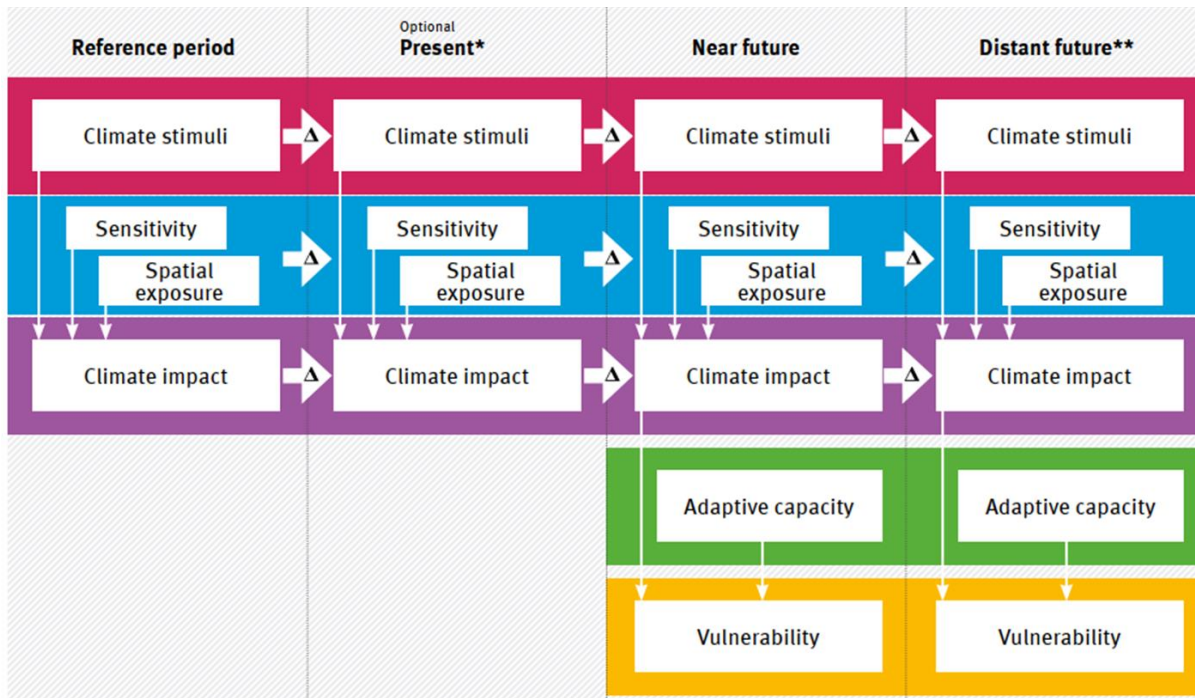 Reference period
Optional
Present*
Near future
Distant future**
Climate stimuli
Δ
Climate stimuli
Δ
Climate stimuli
Δ
Climate stimuli
Sensitivity
Spatial
exposure
Δ
Sensitivity
Spatial
exposure
Δ
Sensitivity
Spatial
exposure
Δ
Sensitivity
Spatial
exposure
Climate impact
Δ
Climate impact
Δ
Climate impact
Δ
Climate impact
Adaptive capacity
Adaptive capacity
Vulnerability
Vulnerability